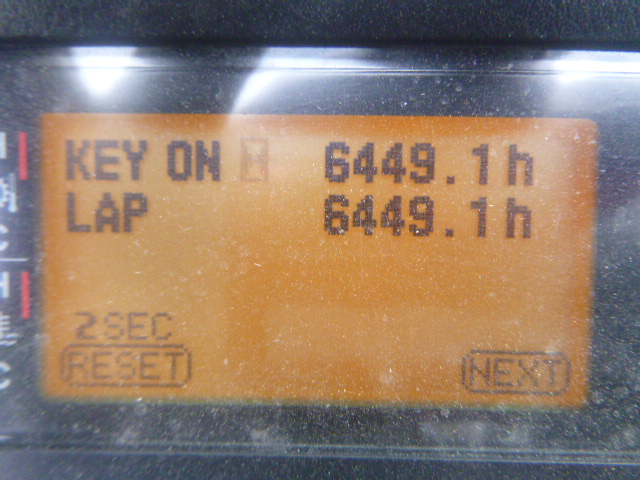 KEY ON H 6449.1h
LAP 6449.1h
2SEC
RESET
NEXT
H
C
H
C